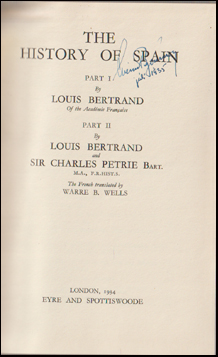 THE
HISTORY OF SPAIN
PART I
By
LOUIS BERTRAND
Of the Académie Française
PART II
By
LOUIS BERTRAND
and
SIR CHARLES PETRIE BART.
M.A., F.R.HIST.S.
The French translated by
WARRE B. WELLS
LONDON, 1934
EYRE AND SPOTTISWOODE